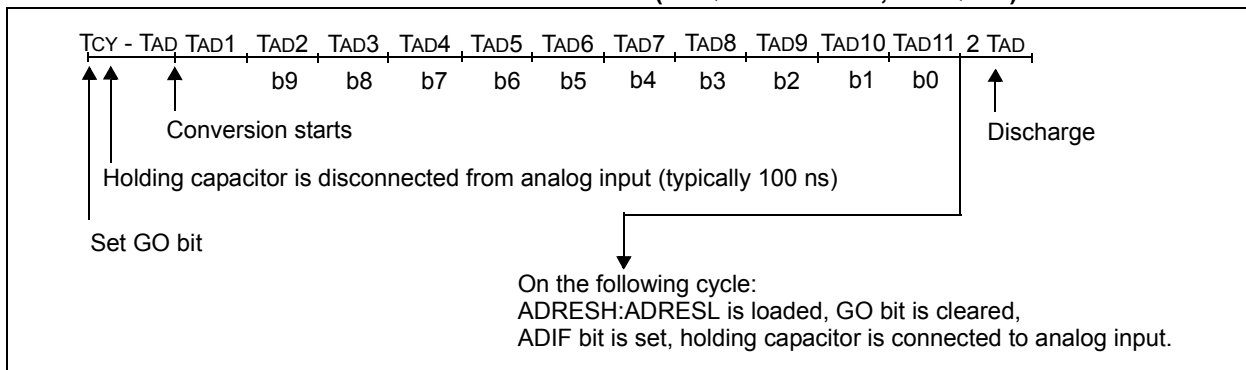 TCY - TAD TAD1 TAD2 TAD3 TAD4 TAD5 TAD6 TAD7 TAD8 TAD9 TAD10 TAD11 2 TAD
b9 b8 b7 b6 b5 b4 b3 b2 b1 b0
Conversion starts
Discharge
Holding capacitor is disconnected from analog input (typically 100 ns)
Set GO bit
On the following cycle:
ADRESH:ADRESL is loaded, GO bit is cleared,
ADIF bit is set, holding capacitor is connected to analog input.